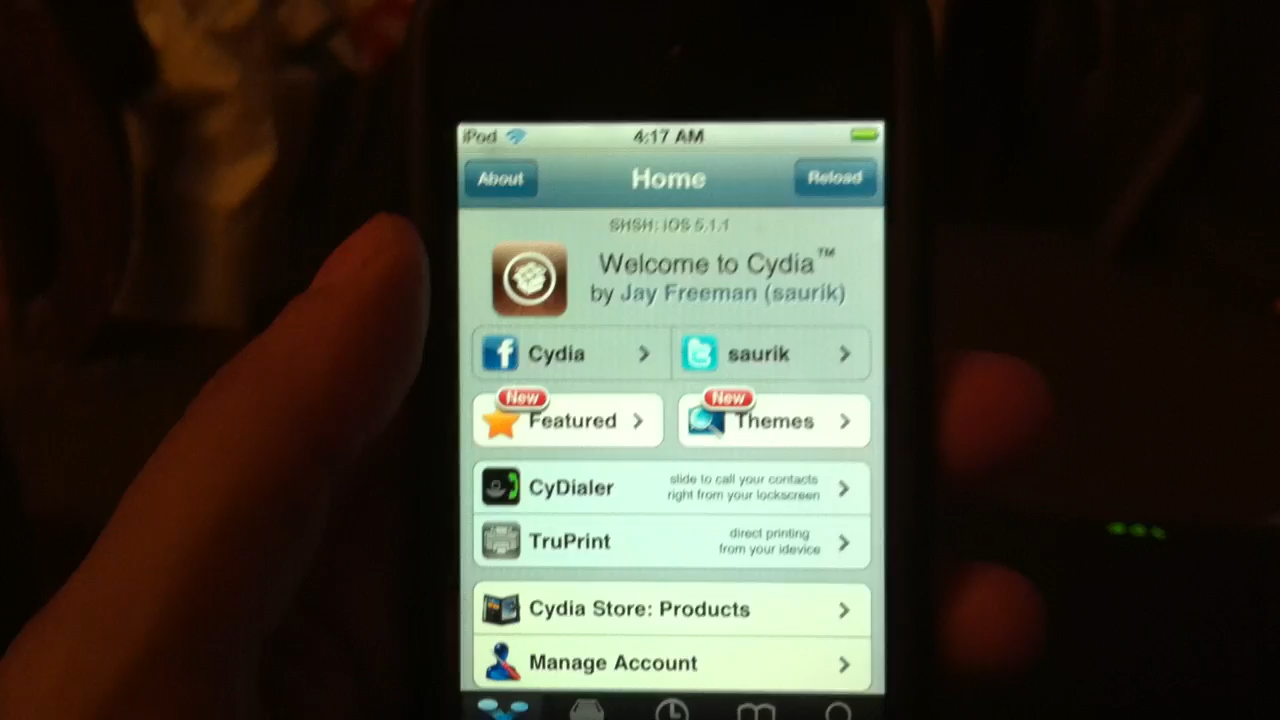 iPod 4:17 AM
About Home Reload
SHSH: iOS 5.1.1
Welcome to Cydia™
by Jay Freeman (saurik)
Cydia saurik
New New
Featured Themes
CyDialer slide to call your contacts
right from your lockscreen
TruPrint direct printing
from your idevice
Cydia Store: Products
Manage Account